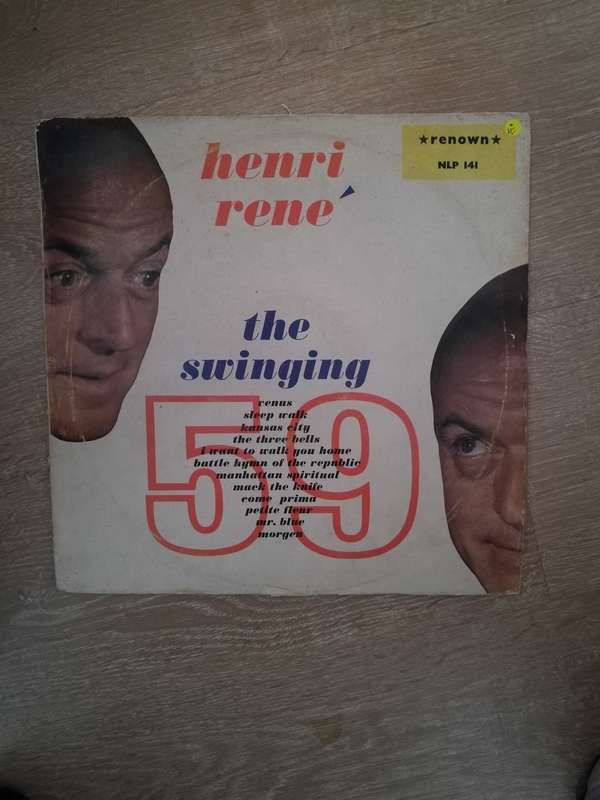 henri
rené
★renown★
NLP 141
the
swinging
59
venus
sleep walk
kansas city
the three bells
i want to walk you home
battle hymn of the republic
manhattan spiritual
mack the knife
come prima
petite fleur
mr. blue
morgen